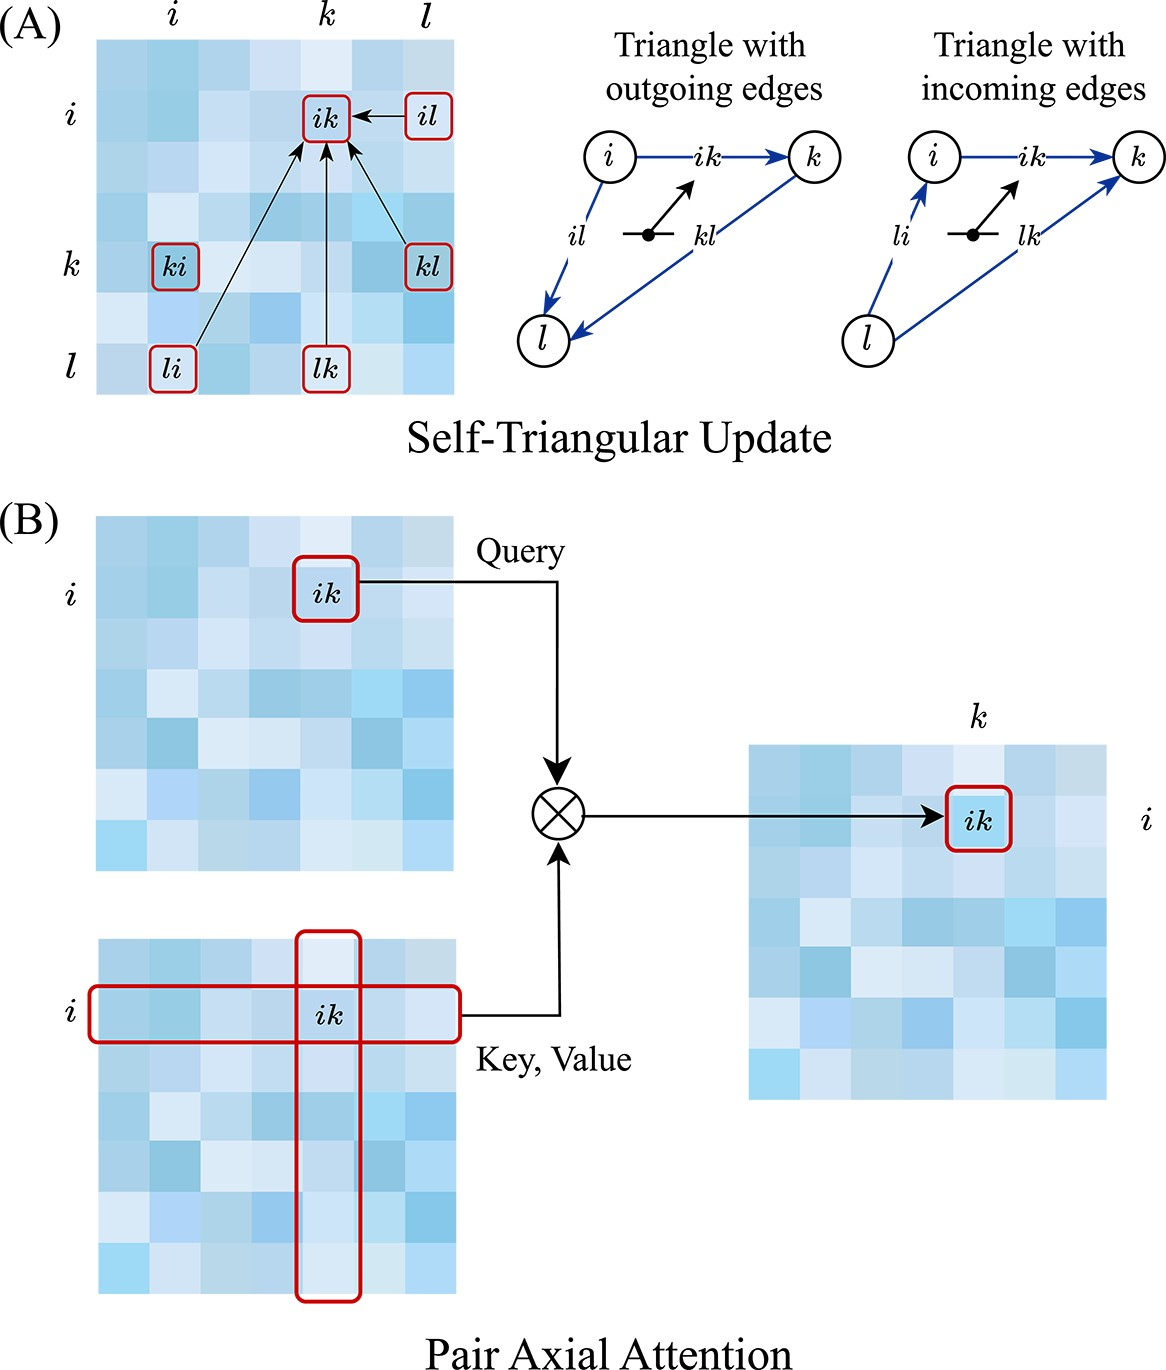 (A)
i k l
Triangle with
outgoing edges
Triangle with
incoming edges
i ik il
i ik k
i ik k
il kl
li lk
k ki kl
l
l
l li lk
Self-Triangular Update
(B)
Query
i ik
k
ik i
i ik
Key, Value
Pair Axial Attention